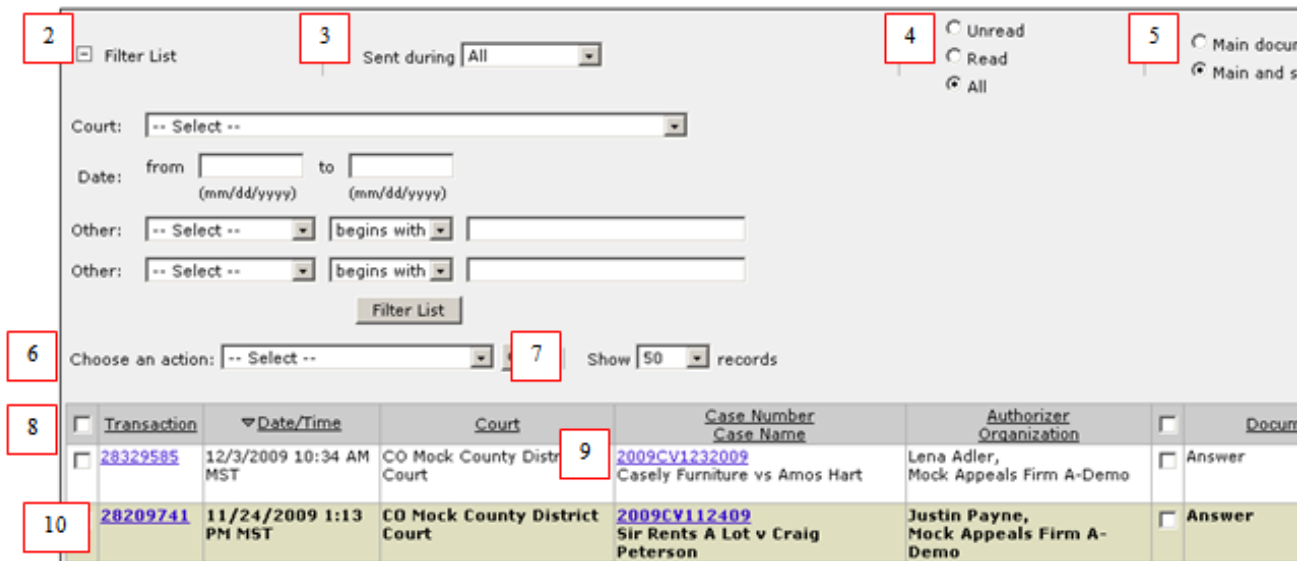 2 Filter List 3 Sent during All 4 Unread
Read
All
5 Main docum
Main and s
Court: -- Select --
Date: from to
(mm/dd/yyyy) (mm/dd/yyyy)
Other: -- Select -- begins with
Other: -- Select -- begins with
Filter List
6 Choose an action: -- Select -- 7 Show 50 records
8 Transaction Date/Time Court Case Number Authorizer Docum
Case Name Organization
28329585 12/3/2009 10:34 AM CO Mock County Distr 9 2009CV1232009 Lena Adler, Answer
MST Court Casely Furniture vs Amos Hart Mock Appeals Firm A-Demo
10 28209741 11/24/2009 1:13 CO Mock County District 2009CV112409 Justin Payne, Answer
PM MST Court Sir Rents A Lot v Craig Mock Appeals Firm A-
Peterson Demo